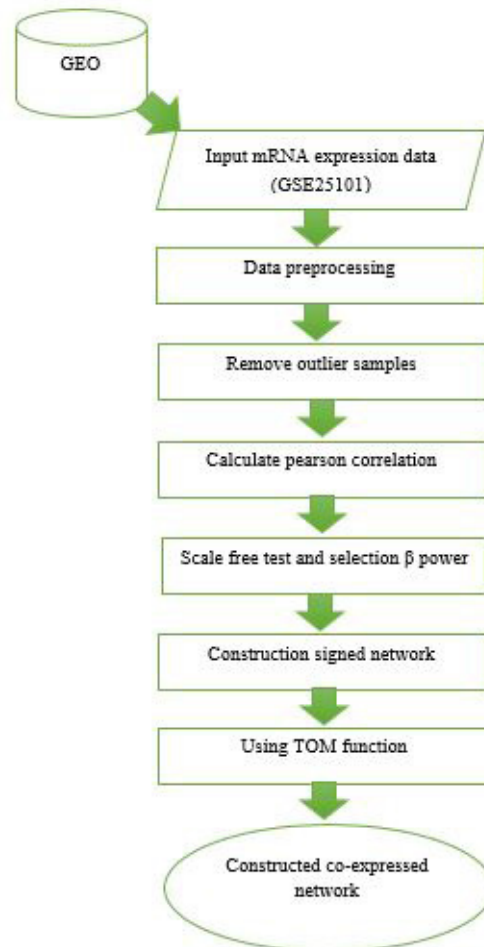 GEO
Input mRNA expression data
(GSE25101)
Data preprocessing
Remove outlier samples
Calculate pearson correlation
Scale free test and selection β power
Construction signed network
Using TOM function
Constructed co-expressed
network